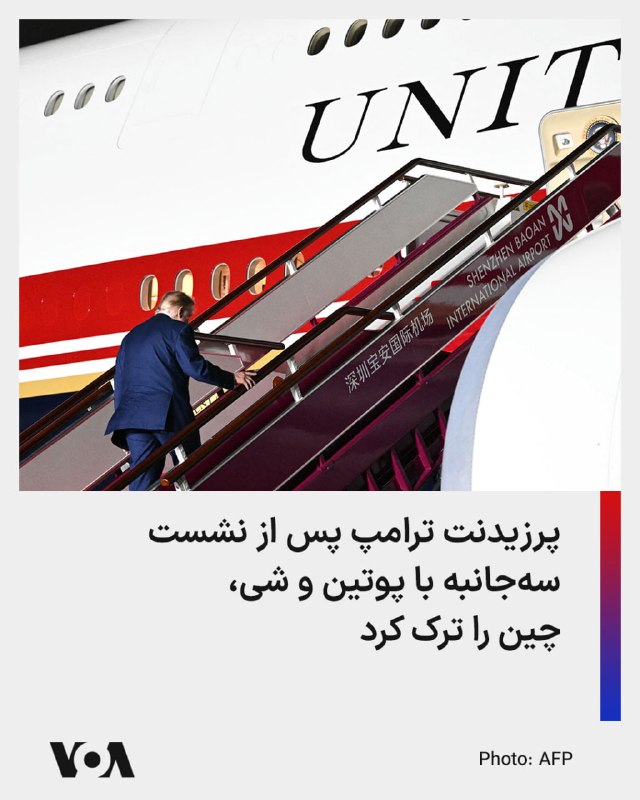 UNIT
SHENZHEN BAOAN
INTERNATIONAL AIRPORT
深圳宝安国际机场
پرزیدنت ترامپ پس از نشست
سه‌جانبه با پوتین و شی،
چین را ترک کرد
VOA
Photo: AFP